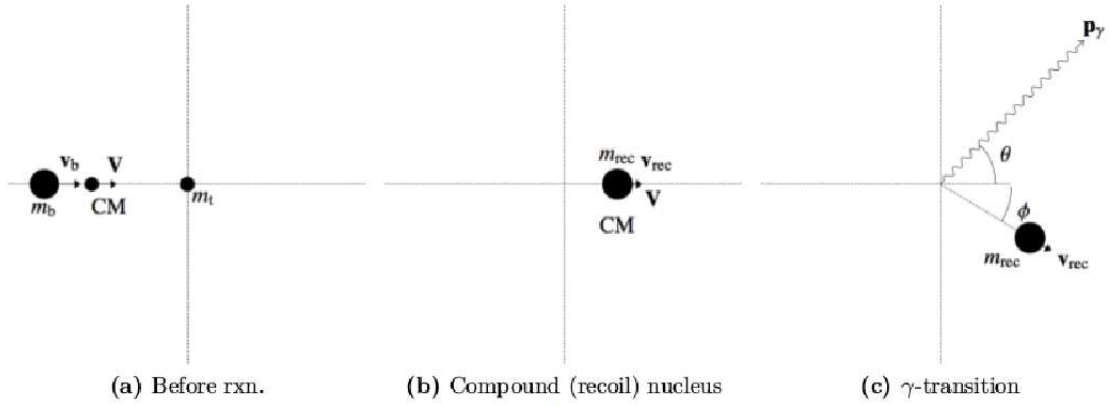 v_b V
m_b CM m_t
m_rec v_rec
V
CM
p_γ
θ
φ
m_rec v_rec
(a) Before rxn. (b) Compound (recoil) nucleus (c) γ-transition